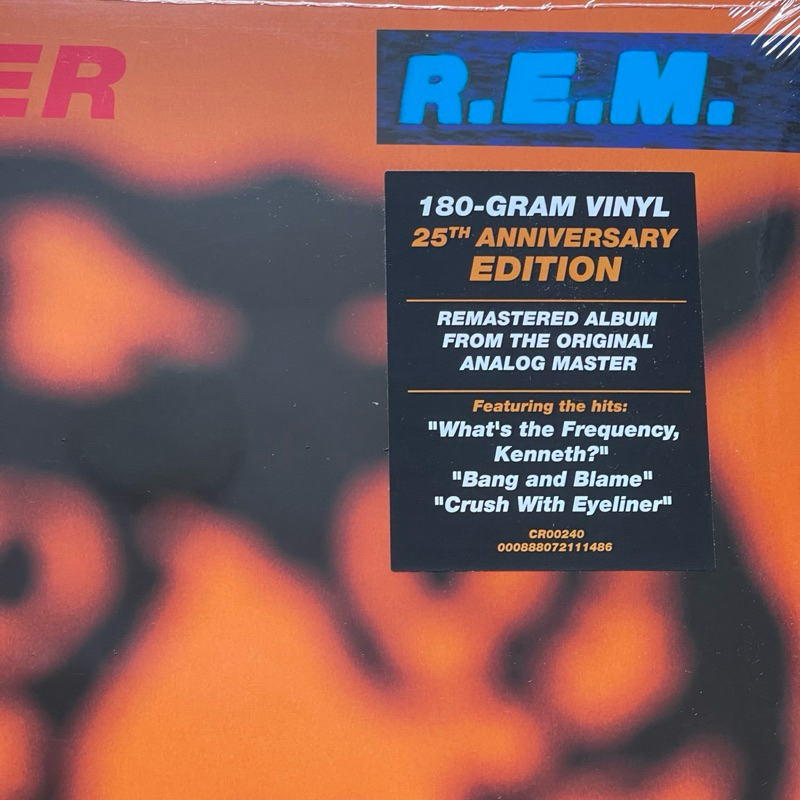 ER
R.E.M.
180-GRAM VINYL
25TH ANNIVERSARY
EDITION
REMASTERED ALBUM
FROM THE ORIGINAL
ANALOG MASTER
Featuring the hits:
"What's the Frequency,
Kenneth?"
"Bang and Blame"
"Crush With Eyeliner"
CR00240
000888072111486